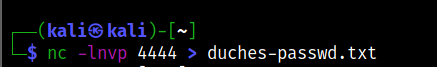 ┌──(kali㉿kali)-[~]
└─$ nc -lnvp 4444 > duches-passwd.txt